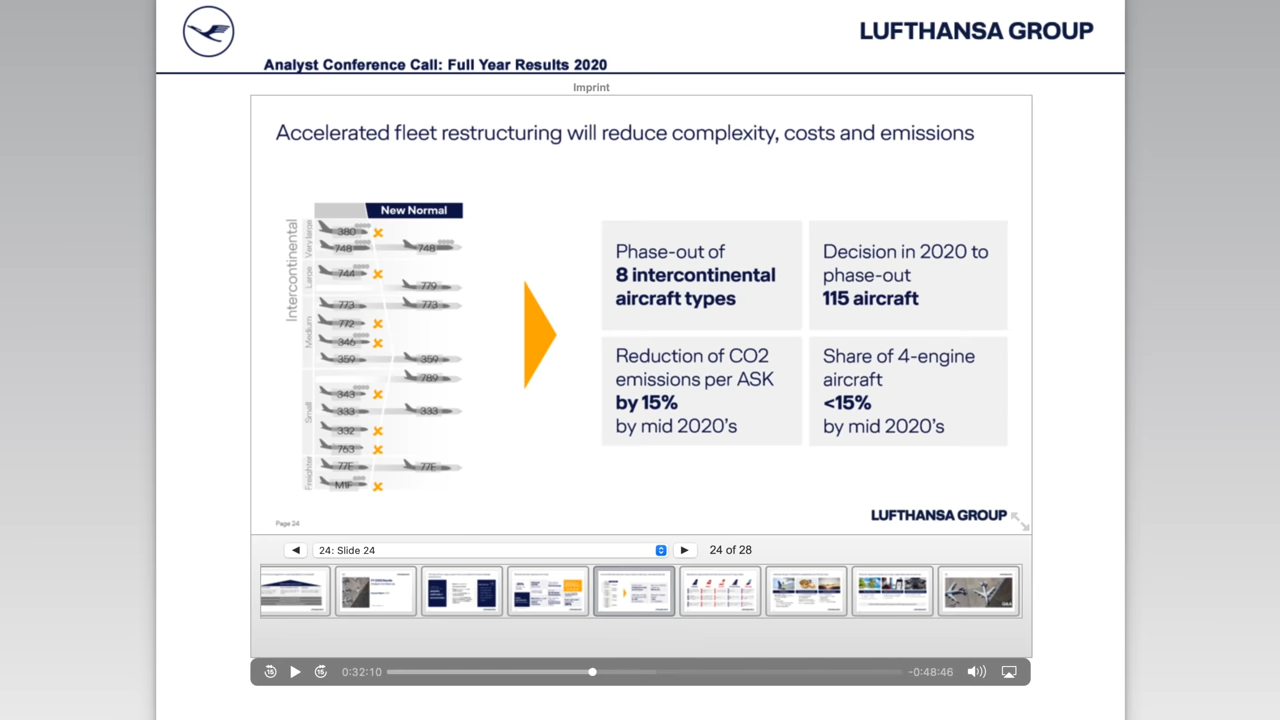 LUFTHANSA GROUP
Analyst Conference Call: Full Year Results 2020
Imprint
Accelerated fleet restructuring will reduce complexity, costs and emissions
New Normal
Intercontinental
Very large
380
748
748
Large
744
779
773
773
Medium
772
346
359
359
789
Small
343
333
333
332
763
Freighter
77F
77F
M1F
Phase-out of
8 intercontinental
aircraft types
Decision in 2020 to
phase-out
115 aircraft
Reduction of CO2
emissions per ASK
by 15%
by mid 2020's
Share of 4-engine
aircraft
<15%
by mid 2020's
Page 24
LUFTHANSA GROUP
24: Slide 24
24 of 28
15
15
0:32:10
-0:48:46